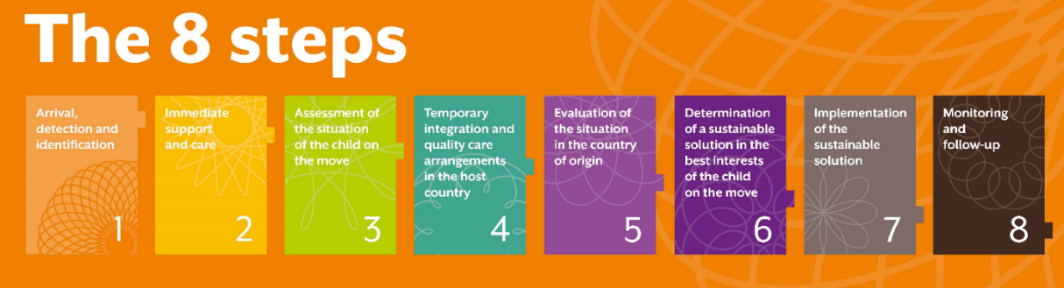 The 8 steps
Arrival,
detection and
identification
1
Immediate
support
and care
2
Assessment of
the situation
of the child on
the move
3
Temporary
integration and
quality care
arrangements
in the host
country
4
Evaluation of
the situation
in the country
of origin
5
Determination
of a sustainable
solution in the
best interests
of the child
on the move
6
Implementation
of the
sustainable
solution
7
Monitoring
and
follow-up
8